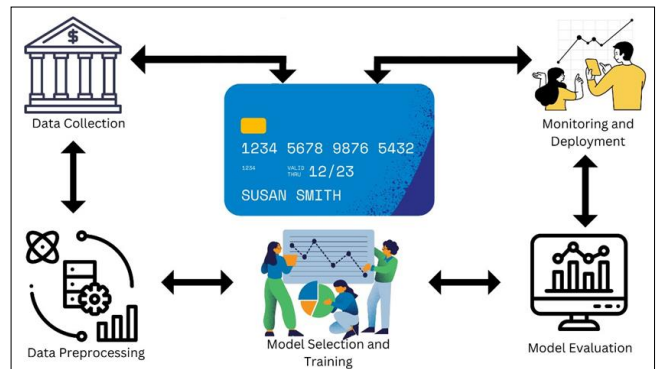 $
Data Collection
1234 5678 9876 5432
1234
VALID
THRU
12/23
SUSAN SMITH
Monitoring and
Deployment
Data Preprocessing
Model Selection and
Training
Model Evaluation